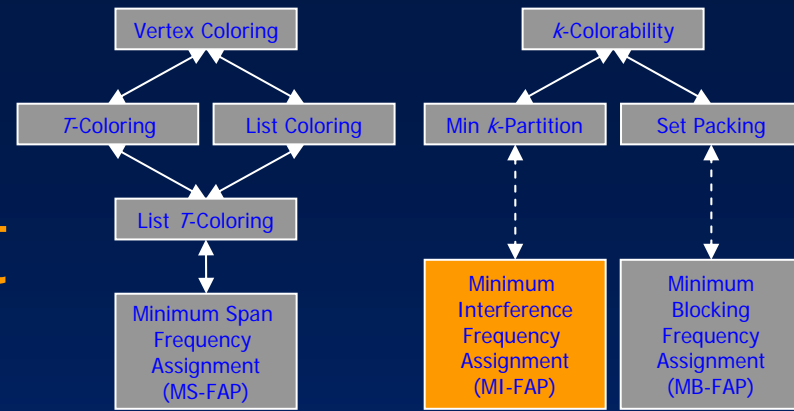 Vertex Coloring
k-Colorability
T-Coloring
List Coloring
Min k-Partition
Set Packing
List T-Coloring
t
Minimum Span
Frequency
Assignment
(MS-FAP)
Minimum
Interference
Frequency
Assignment
(MI-FAP)
Minimum
Blocking
Frequency
Assignment
(MB-FAP)